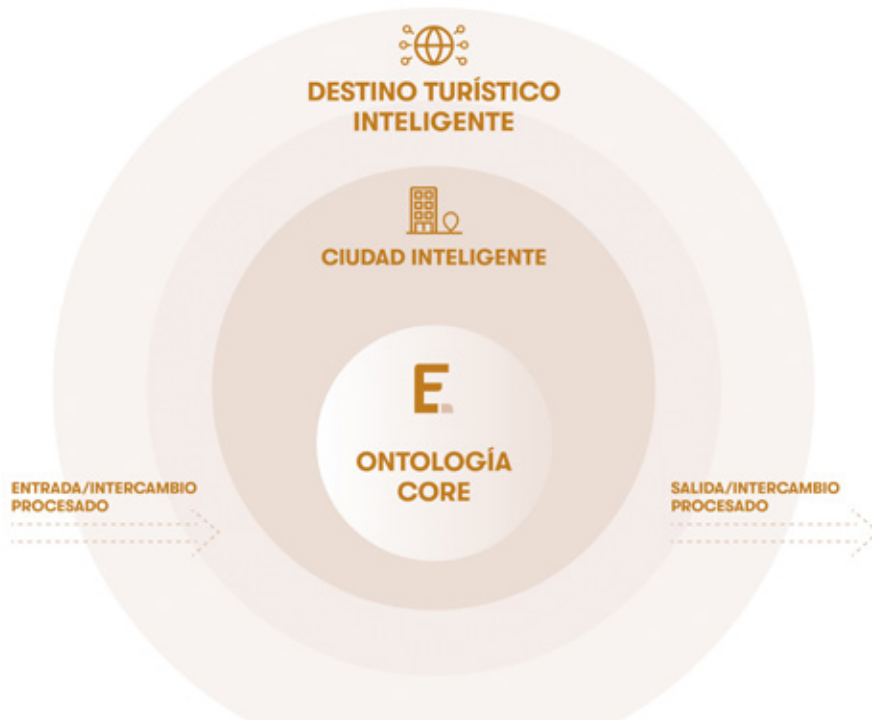 DESTINO TURÍSTICO
INTELIGENTE
CIUDAD INTELIGENTE
E.
ONTOLOGÍA
CORE
ENTRADA/INTERCAMBIO
PROCESADO
SALIDA/INTERCAMBIO
PROCESADO